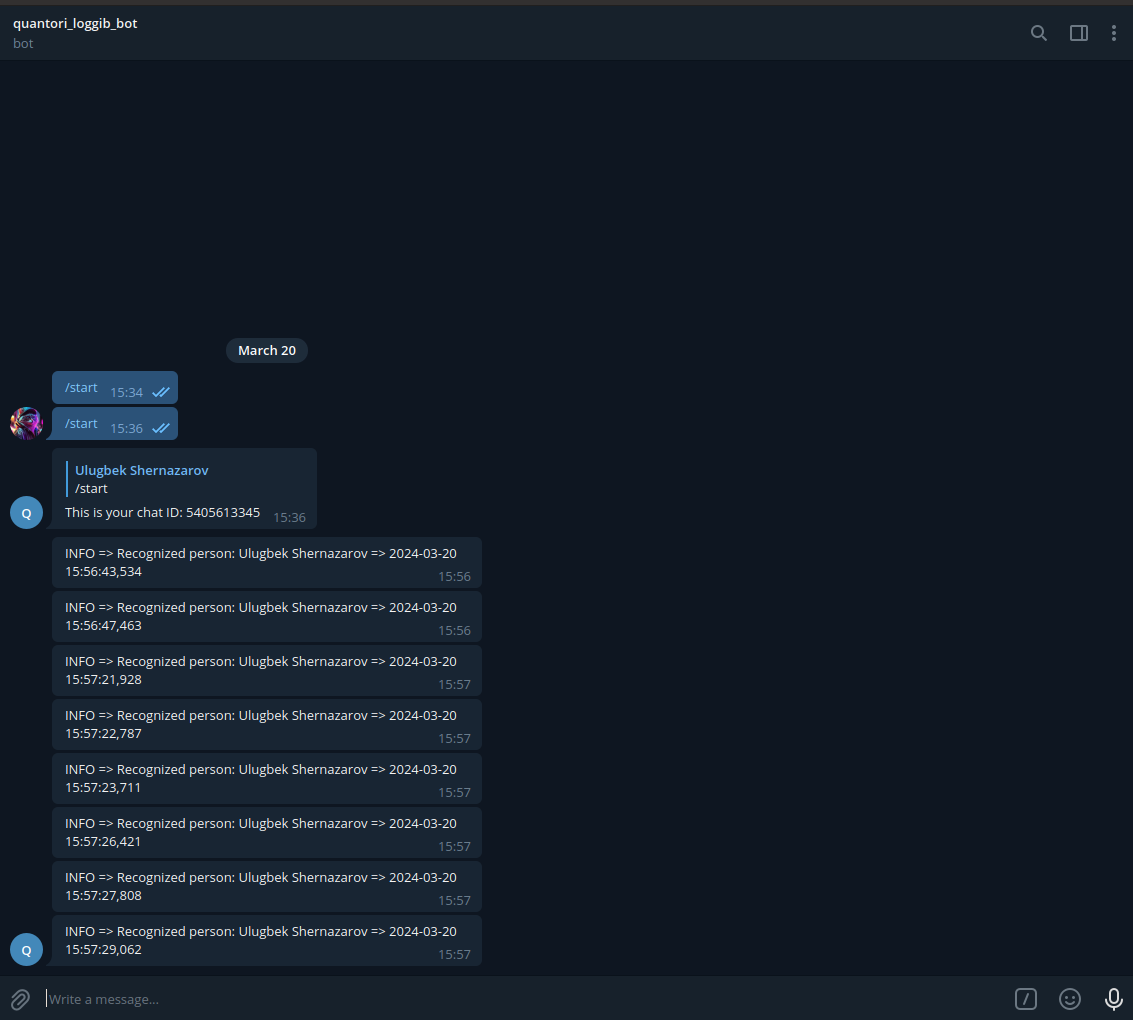 quantori_loggib_bot
bot
March 20
/start 15:34
/start 15:36
Ulugbek Shernazarov
/start
This is your chat ID: 5405613345 15:36
Q
INFO => Recognized person: Ulugbek Shernazarov => 2024-03-20
15:56:43,534 15:56
INFO => Recognized person: Ulugbek Shernazarov => 2024-03-20
15:56:47,463 15:56
INFO => Recognized person: Ulugbek Shernazarov => 2024-03-20
15:57:21,928 15:57
INFO => Recognized person: Ulugbek Shernazarov => 2024-03-20
15:57:22,787 15:57
INFO => Recognized person: Ulugbek Shernazarov => 2024-03-20
15:57:23,711 15:57
INFO => Recognized person: Ulugbek Shernazarov => 2024-03-20
15:57:26,421 15:57
INFO => Recognized person: Ulugbek Shernazarov => 2024-03-20
15:57:27,808 15:57
INFO => Recognized person: Ulugbek Shernazarov => 2024-03-20
15:57:29,062 15:57
Q
Write a message...